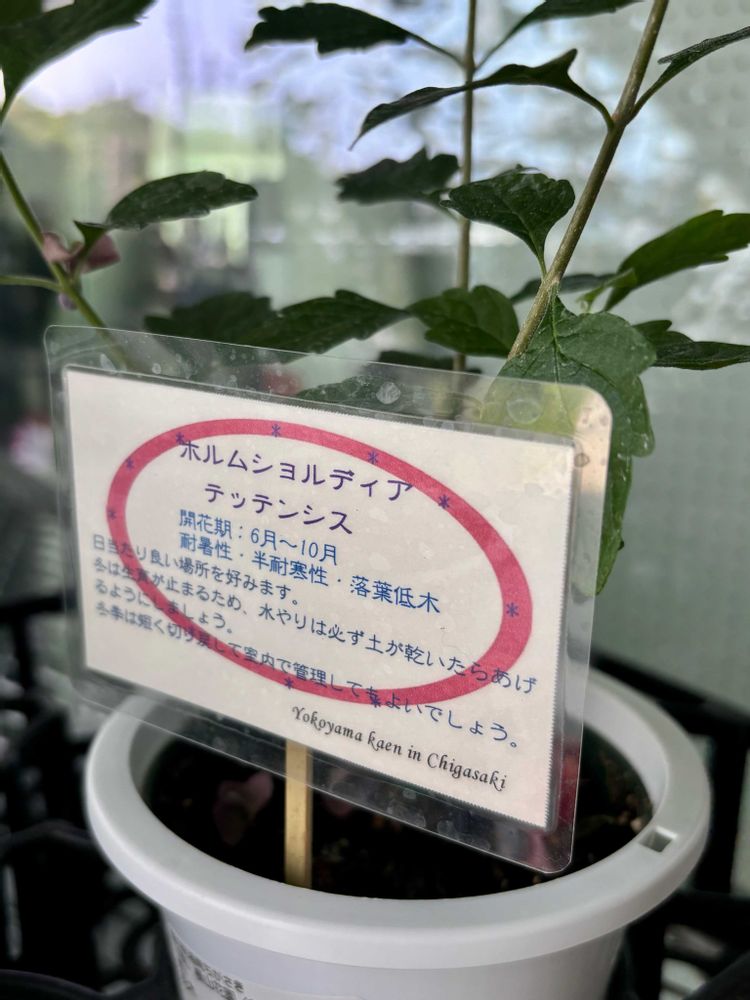 ホルムショルディア
テッテンシス
開花期：6月～10月
耐暑性・半耐寒性・落葉低木
日当たり良い場所を好みます。
冬は生育が止まるため、水やりは必ず土が乾いたらあげ
るようにしましょう。
冬季は短く切り戻して室内で管理してもよいでしょう。
Yokoyama kaen in Chigasaki